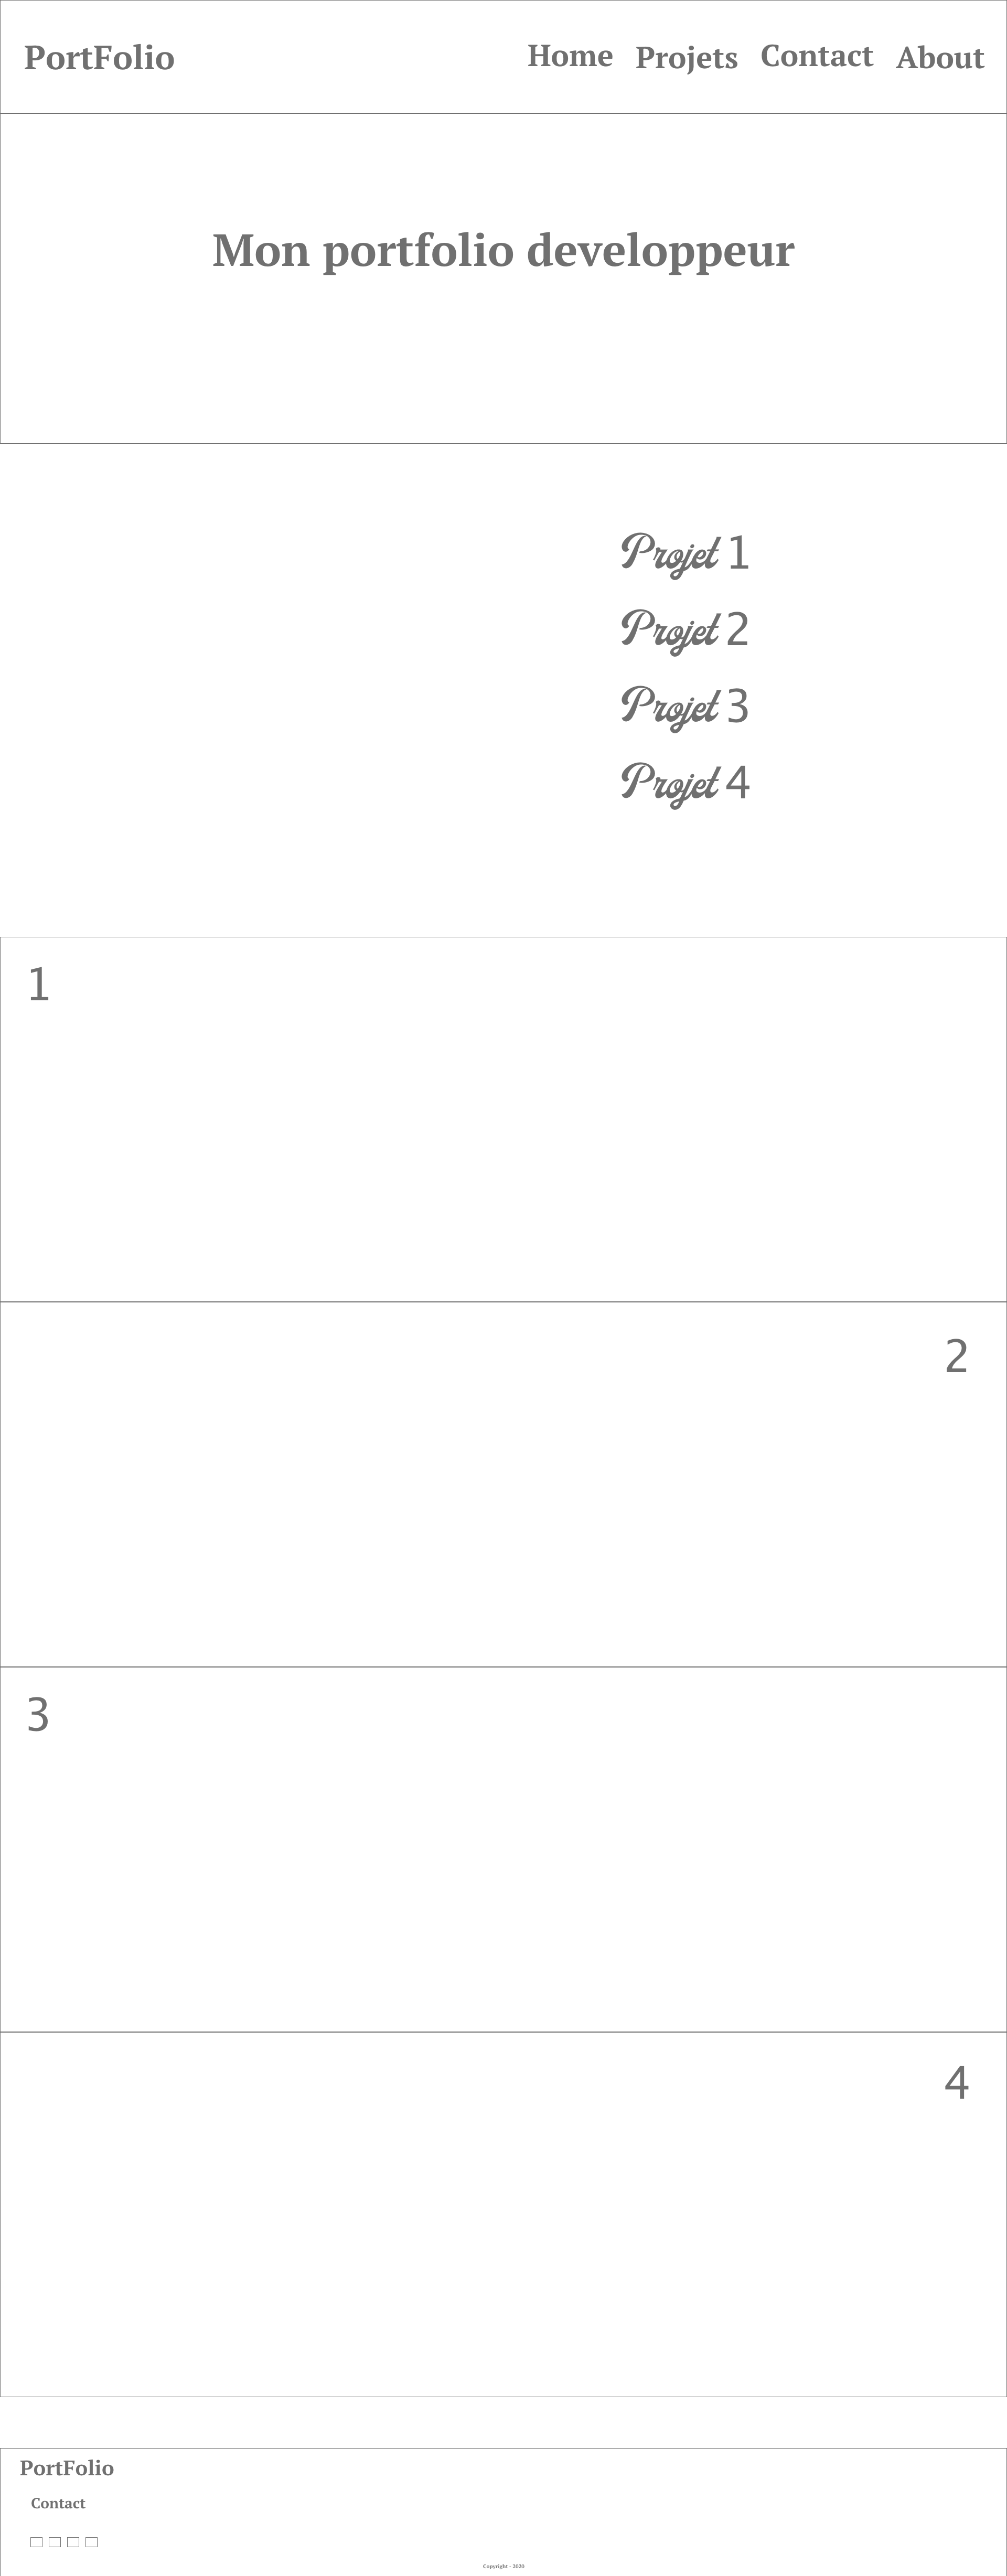 PortFolio Home Projets Contact About
Mon portfolio developpeur
Projet 1
Projet 2
Projet 3
Projet 4
1
2
3
4
PortFolio
Contact
Copyright - 2020